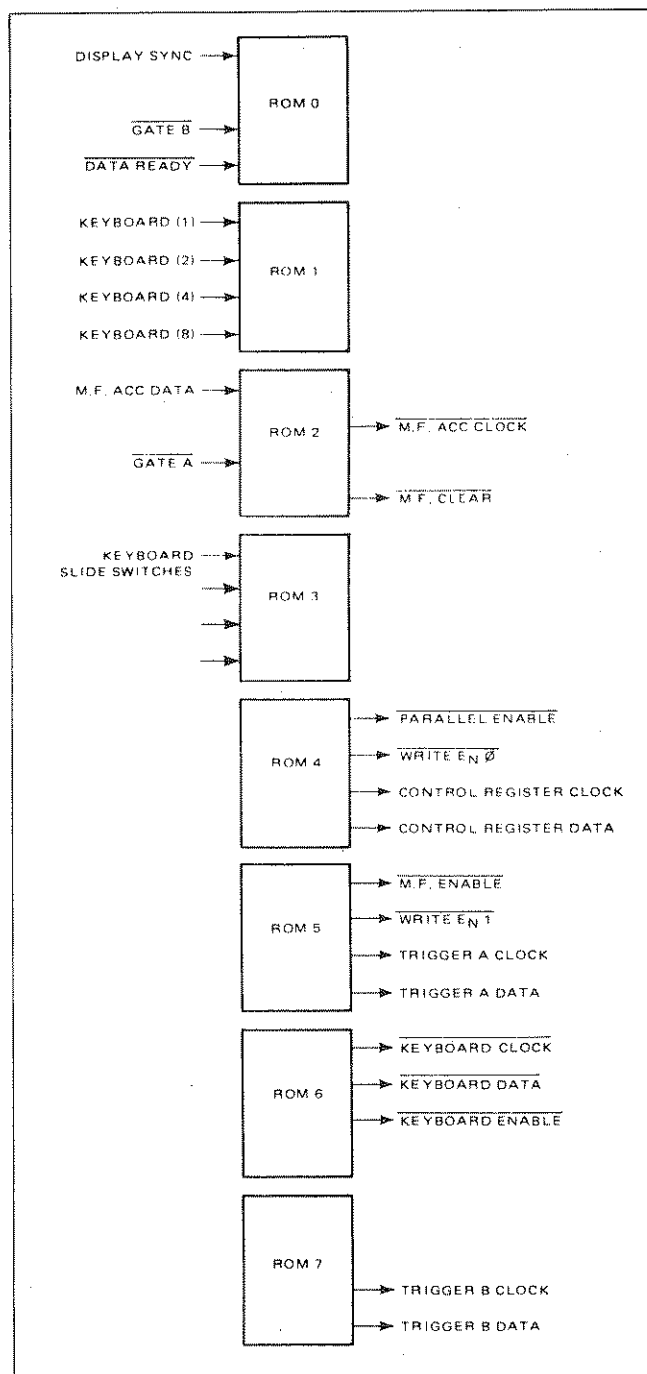 DISPLAY SYNC
ROM 0
GATE B
DATA READY
KEYBOARD (1)
KEYBOARD (2)
ROM 1
KEYBOARD (4)
KEYBOARD (8)
M.F. ACC DATA
ROM 2
M.F. ACC CLOCK
GATE A
M.F. CLEAR
KEYBOARD
SLIDE SWITCHES
ROM 3
PARALLEL ENABLE
WRITE EN Ø
ROM 4
CONTROL REGISTER CLOCK
CONTROL REGISTER DATA
M.F. ENABLE
WRITE EN 1
ROM 5
TRIGGER A CLOCK
TRIGGER A DATA
KEYBOARD CLOCK
KEYBOARD DATA
ROM 6
KEYBOARD ENABLE
ROM 7
TRIGGER B CLOCK
TRIGGER B DATA